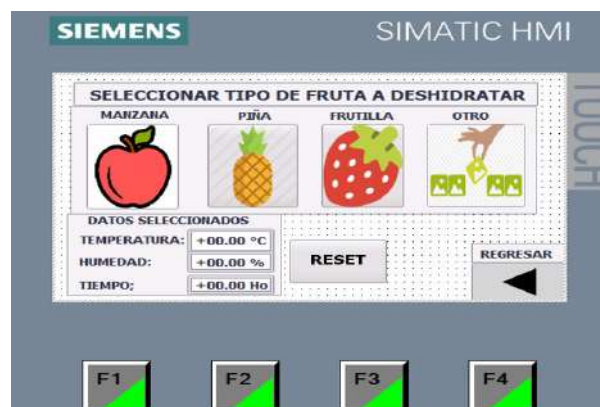 SIEMENS SIMATIC HMI
TOUCH
SELECCIONAR TIPO DE FRUTA A DESHIDRATAR
MANZANA PIÑA FRUTILLA OTRO
DATOS SELECCIONADOS
TEMPERATURA: +00.00 °C
HUMEDAD: +00.00 %
TIEMPO; +00.00 Ho
RESET
REGRESAR
F1 F2 F3 F4